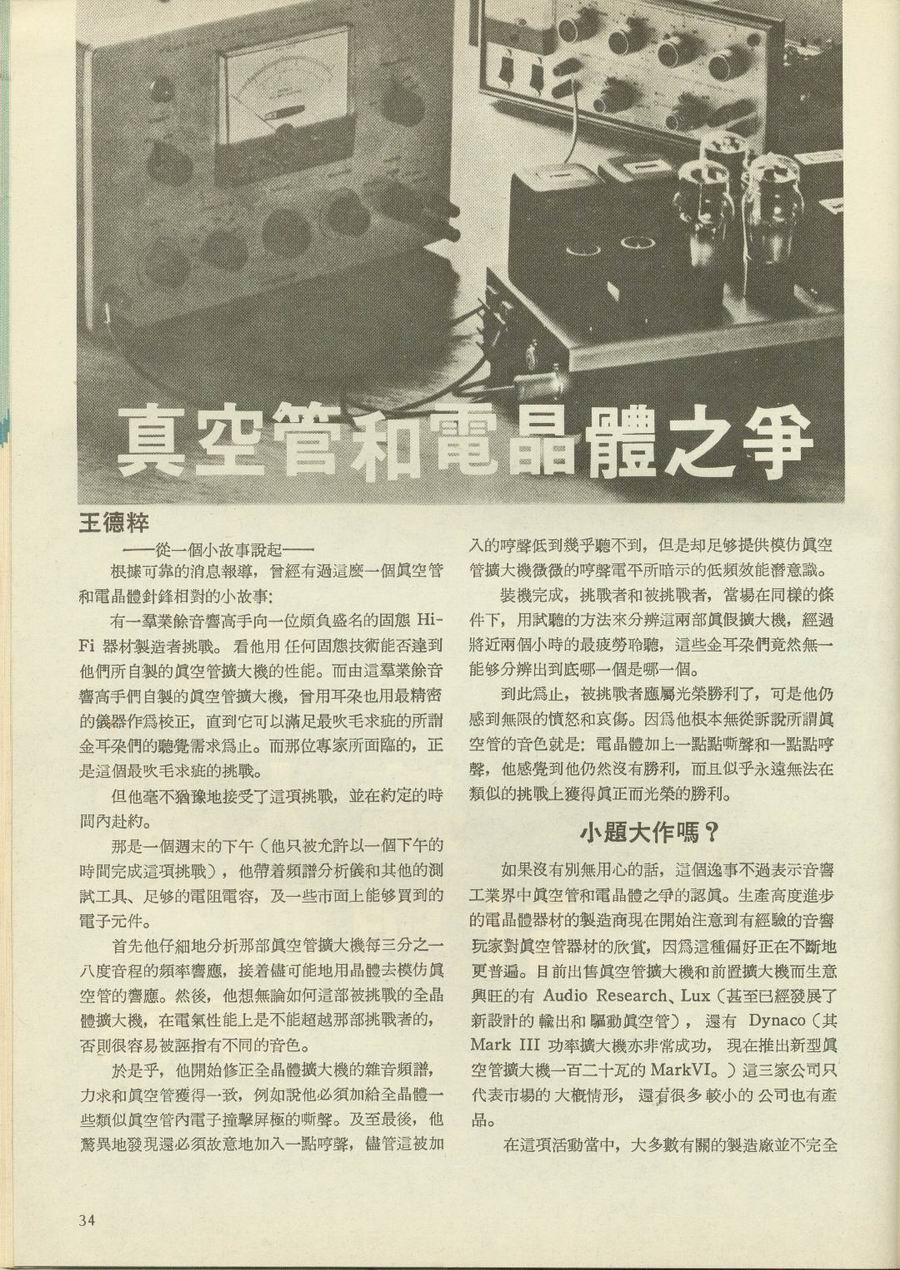 真空管和電晶體之爭
王德粹
——從一個小故事說起——
根據可靠的消息報導，曾經有過這麼一個眞空管
和電晶體針鋒相對的小故事：
有一羣業餘音響高手向一位頗負盛名的固態 Hi-
Fi 器材製造者挑戰。 看他用 任何固態技術能否達到
他們所自製的眞空管擴大機的性能。而由這羣業餘音
響高手們自製的眞空管擴大機，曾用耳朶也用最精密
的儀器作爲校正，直到它可以滿足最吹毛求疵的所謂
金耳朶們的聽覺需求爲止。而那位專家所面臨的，正
是這個最吹毛求疵的挑戰。
但他毫不猶豫地接受了這項挑戰，並在約定的時
間內赴約。
那是一個週末的下午（他只被允許以一個下午的
時間完成這項挑戰），他帶着頻譜分析儀和其他的測
試工具、足够的電阻電容，及一些市面上能够買到的
電子元件。
首先他仔細地分析那部眞空管擴大機每三分之一
八度音程的頻率響應，接着儘可能地用晶體去模仿眞
空管的響應。然後，他想無論如何這部被挑戰的全晶
體擴大機，在電氣性能上是不能超越那部挑戰者的，
否則很容易被誣指有不同的音色。
於是乎，他開始修正全晶體擴大機的雜音頻譜，
力求和眞空管獲得一致，例如說他必須加給全晶體一
些類似眞空管內電子撞擊屏極的嘶聲。及至最後，他
驚異地發現還必須故意地加入一點哼聲，儘管這被加
入的哼聲低到幾乎聽不到，但是却足够提供模仿眞空
管擴大機微微的哼聲電平所暗示的低頻效能潛意識。
裝機完成，挑戰者和被挑戰者，當場在同樣的條
件下，用試聽的方法來分辨這兩部眞假擴大機，經過
將近兩個小時的最疲勞聆聽，這些金耳朶們竟然無一
能够分辨出到底哪一個是哪一個。
到此爲止，被挑戰者應屬光榮勝利了，可是他仍
感到無限的憤怒和哀傷。因爲他根本無從訴說所謂眞
空管的音色就是：電晶體加上一點點嘶聲和一點點哼
聲，他感覺到他仍然沒有勝利，而且似乎永遠無法在
類似的挑戰上獲得眞正而光榮的勝利。
小題大作嗎？
如果沒有別無用心的話，這個逸事不過表示音響
工業界中眞空管和電晶體之爭的認眞。生產高度進步
的電晶體器材的製造商現在開始注意到有經驗的音響
玩家對眞空管器材的欣賞，因爲這種偏好正在不斷地
更普遍。目前出售眞空管擴大機和前置擴大機而生意
興旺的有 Audio Research、Lux（甚至已經發展了
新設計的 輸出和 驅動眞空管）， 還有 Dynaco（其
Mark III 功率擴大機亦非常成功， 現在推出新型眞
空管擴大機一百二十瓦的 MarkVI。）這三家公司只
代表市場的 大概情形， 還有很多 較小的 公司也有產
品。
在這項活動當中，大多數有關的製造廠並不完全
34